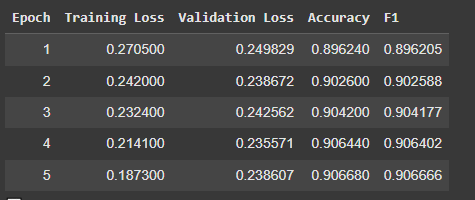 Epoch Training Loss Validation Loss Accuracy F1
1 0.270500 0.249829 0.896240 0.896205
2 0.242000 0.238672 0.902600 0.902588
3 0.232400 0.242562 0.904200 0.904177
4 0.214100 0.235571 0.906440 0.906402
5 0.187300 0.238607 0.906680 0.906666